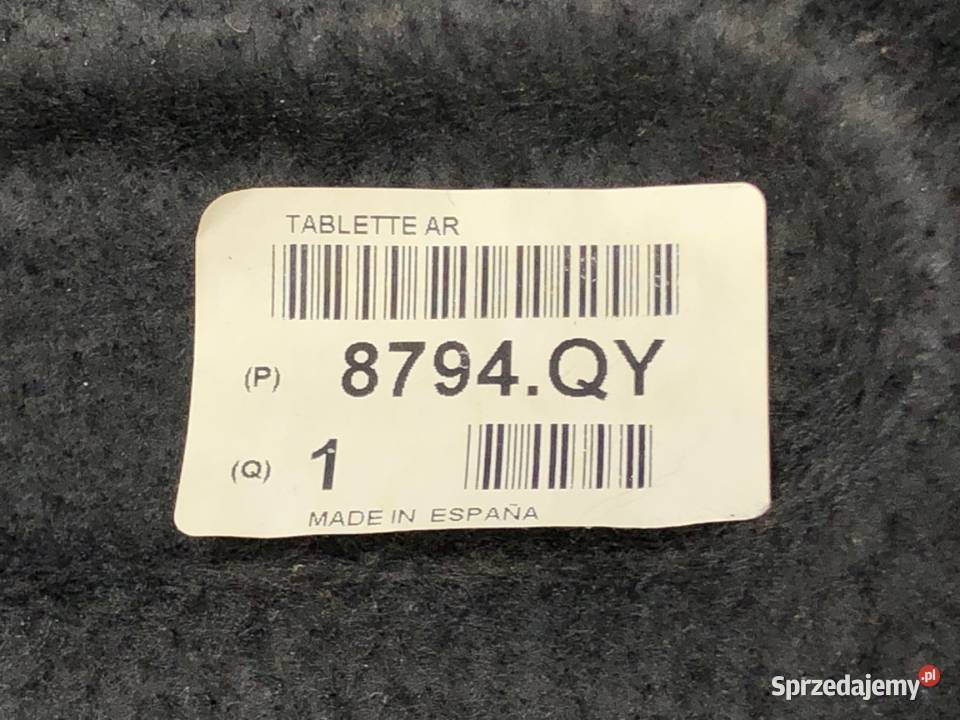 TABLETTE AR
(P) 8794.QY
(Q) 1
MADE IN ESPAÑA
Sprzedajemy.pl